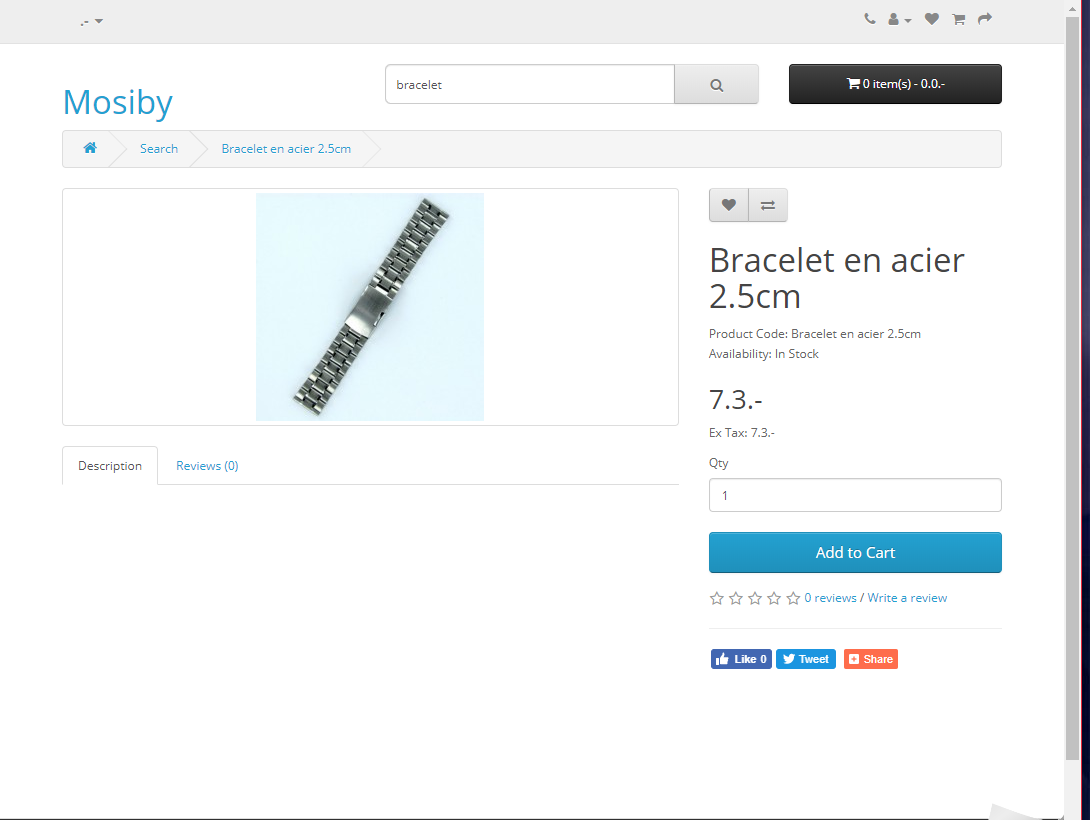 .-
Mosiby
bracelet
0 item(s) - 0.0.-
Search
Bracelet en acier 2.5cm
Bracelet en acier
2.5cm
Product Code: Bracelet en acier 2.5cm
Availability: In Stock
7.3.-
Ex Tax: 7.3.-
Qty
1
Add to Cart
0 reviews / Write a review
Like 0
Tweet
Share
Description
Reviews (0)